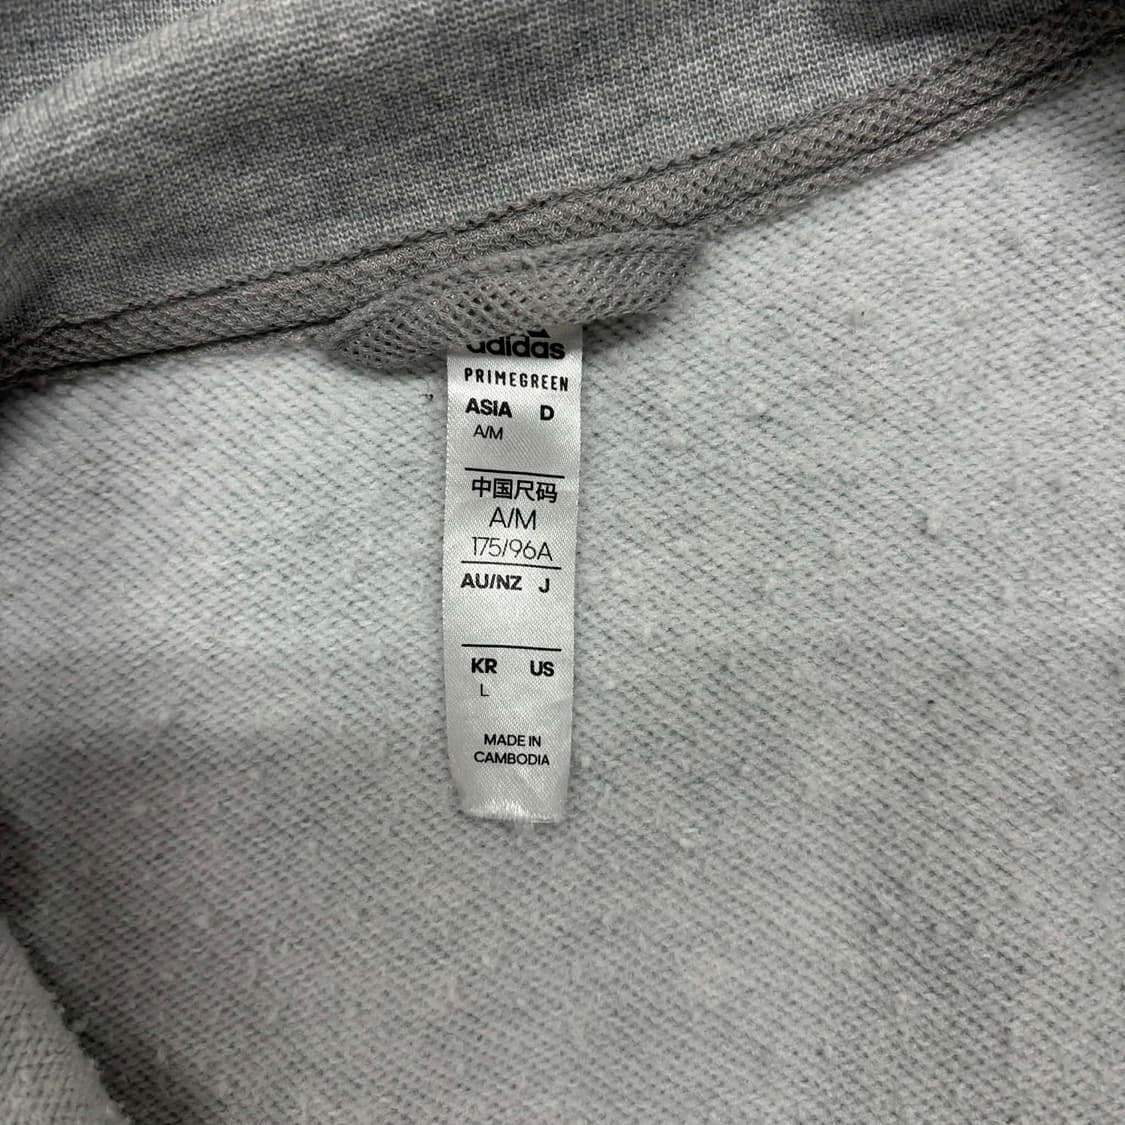 adidas
PRIMEGREEN
ASIA D
A/M
中国尺码
A/M
175/96A
AU/NZ J
KR US
L
MADE IN
CAMBODIA